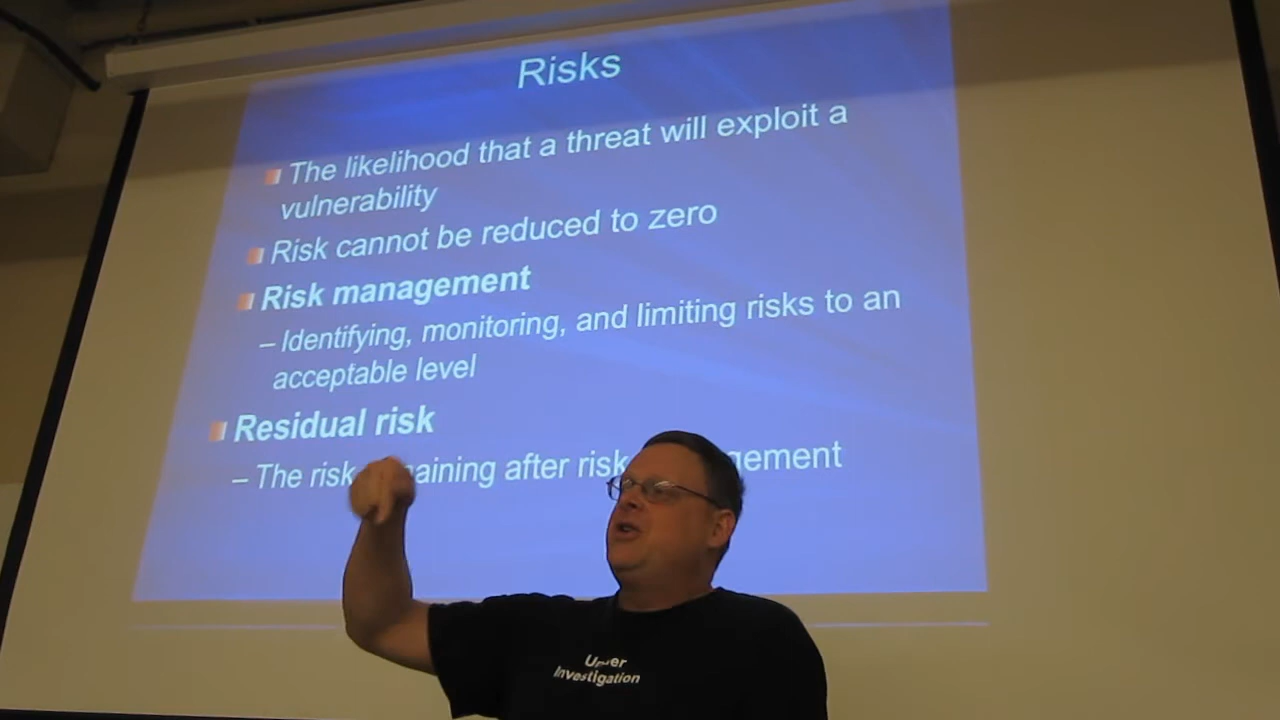 Risks
The likelihood that a threat will exploit a
vulnerability
Risk cannot be reduced to zero
Risk management
– Identifying, monitoring, and limiting risks to an
acceptable level
Residual risk
– The risk after risk
Under
Investigation